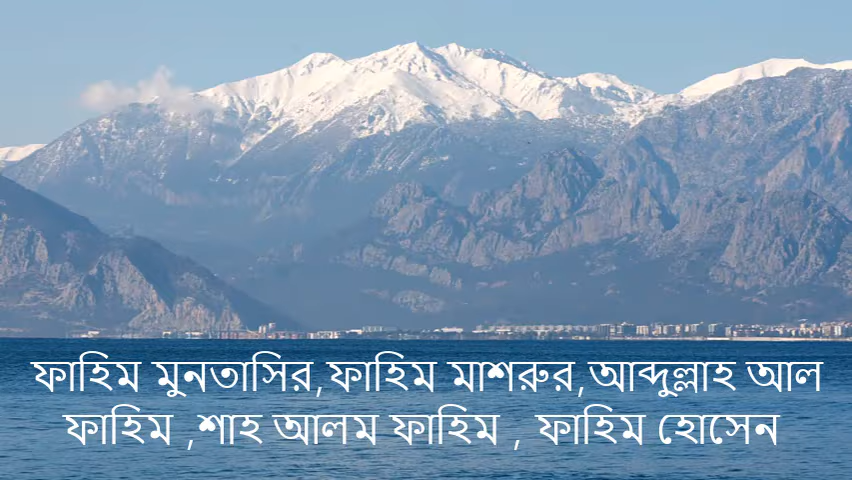 ফাহিম মুনতাসির,ফাহিম মাশরুর,আব্দুল্লাহ আল
ফাহিম ,শাহ আলম ফাহিম , ফাহিম হোসেন